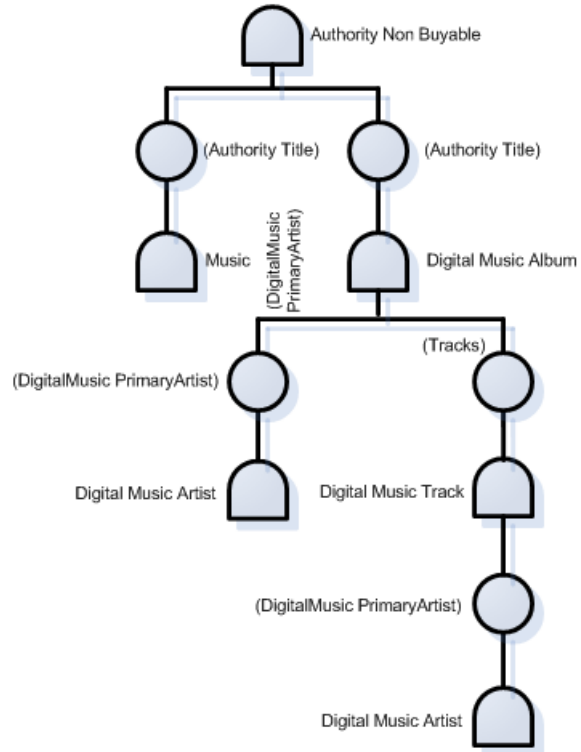 Authority Non Buyable
(Authority Title)
(Authority Title)
(DigitalMusic
PrimaryArtist)
Music
Digital Music Album
(Tracks)
(DigitalMusic PrimaryArtist)
Digital Music Artist
Digital Music Track
(DigitalMusic PrimaryArtist)
Digital Music Artist